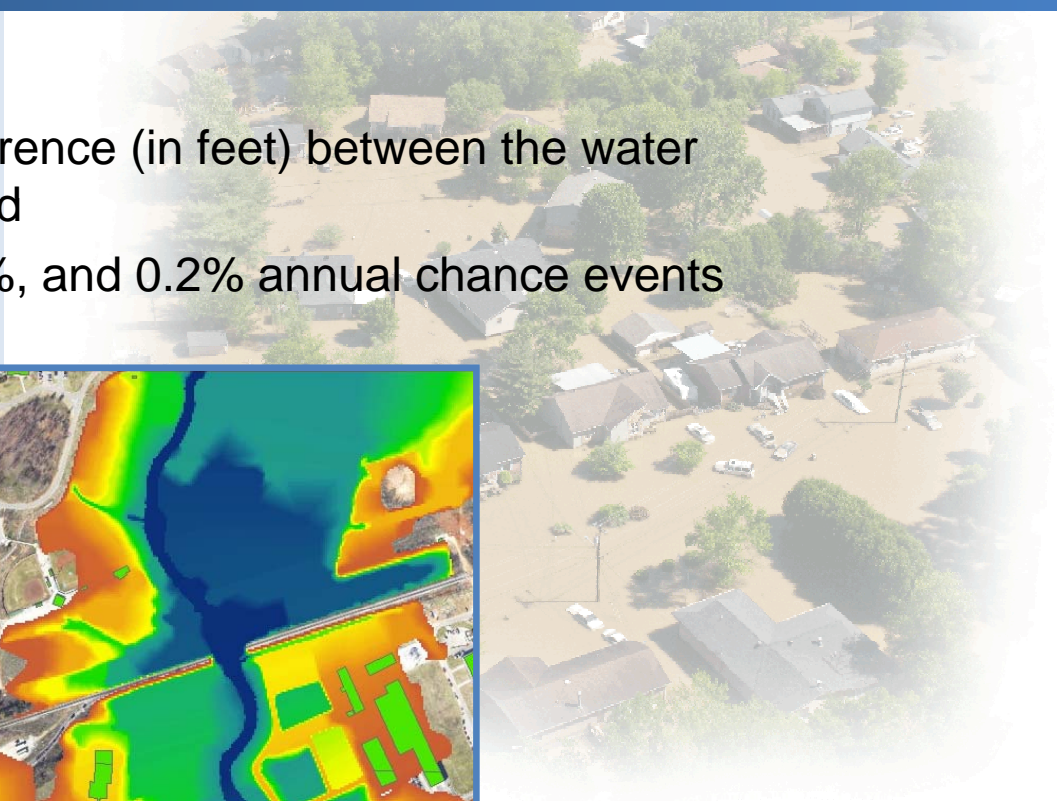 rence (in feet) between the water
d
%, and 0.2% annual chance events